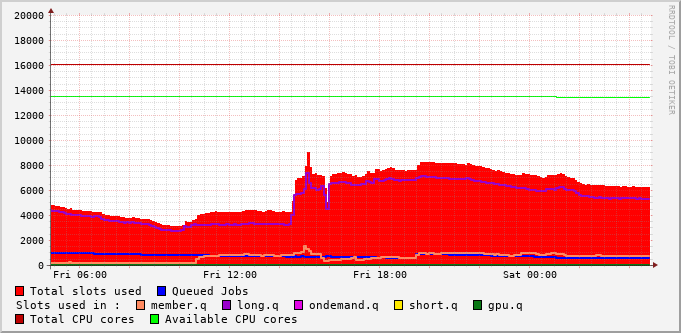 RRDTOOL / TOBI OETIKER
20000
18000
16000
14000
12000
10000
8000
6000
4000
2000
0
Fri 06:00 Fri 12:00 Fri 18:00 Sat 00:00
Total slots used Queued Jobs
Slots used in : member.q long.q ondemand.q short.q gpu.q
Total CPU cores Available CPU cores